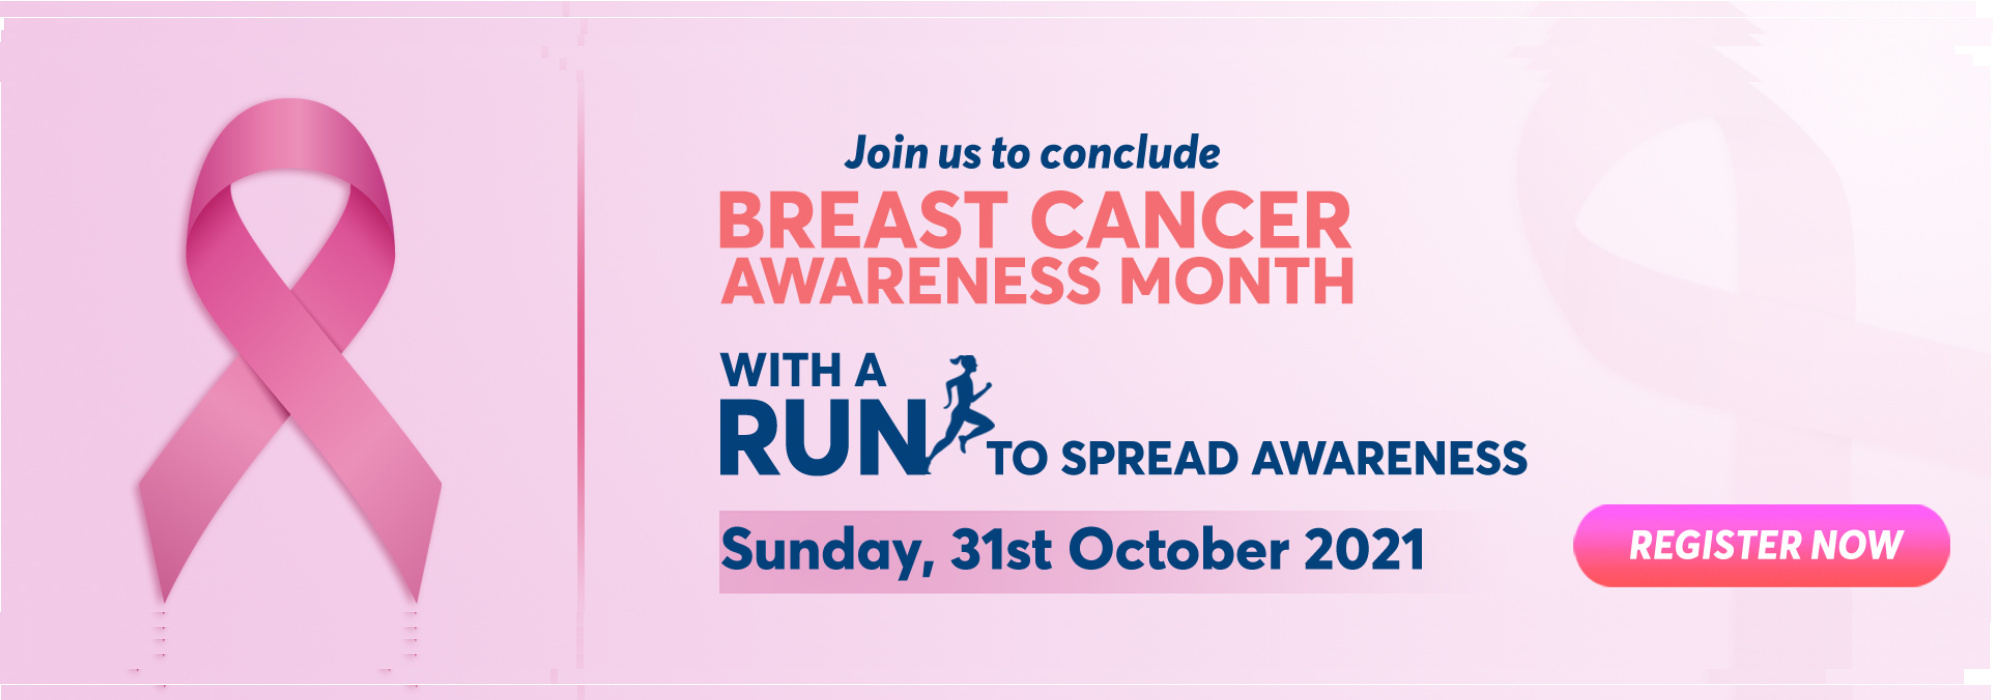 Join us to conclude
BREAST CANCER
AWARENESS MONTH
WITH A
RUN TO SPREAD AWARENESS
Sunday, 31st October 2021
REGISTER NOW